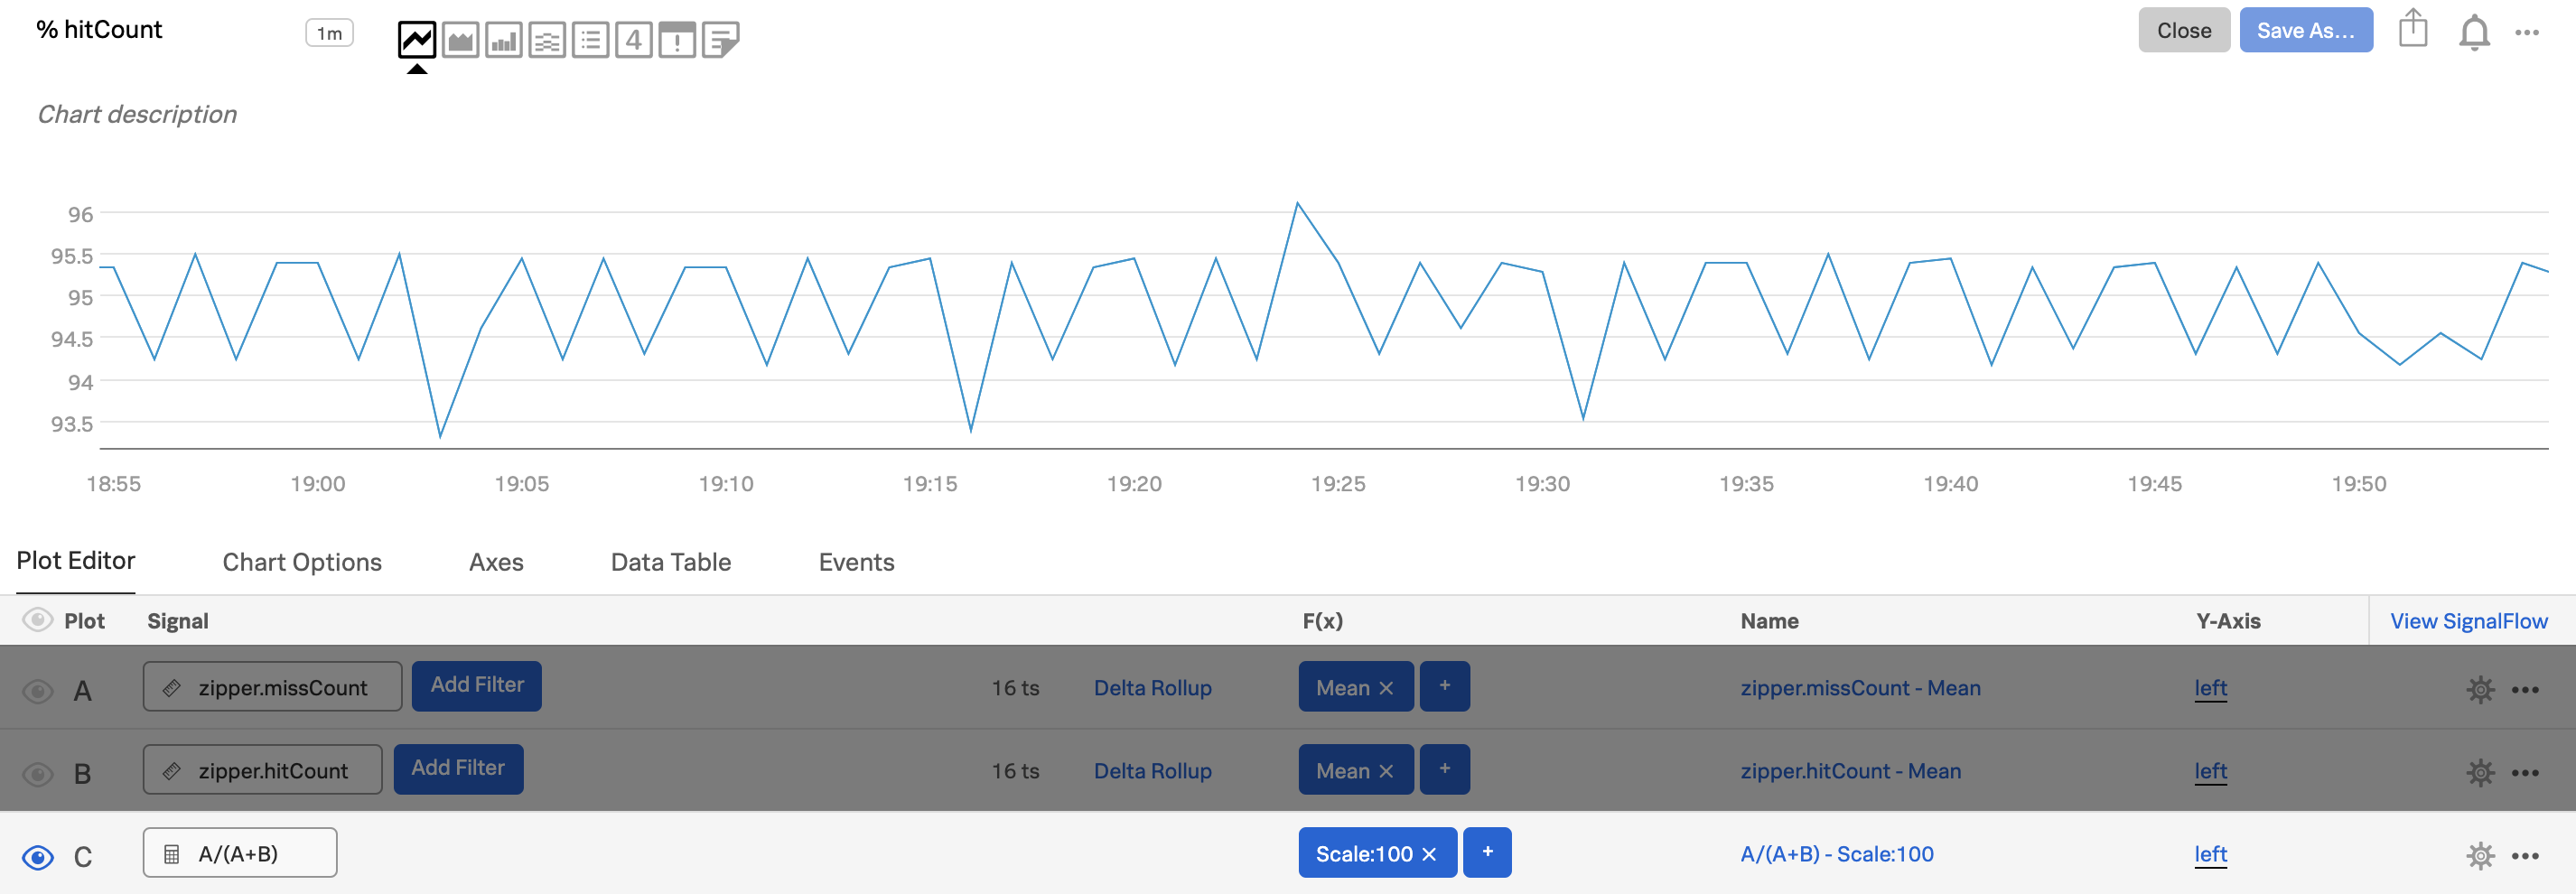 % hitCount 1m 4 ! Close Save As... ...
Chart description
96
95.5
95
94.5
94
93.5
18:55 19:00 19:05 19:10 19:15 19:20 19:25 19:30 19:35 19:40 19:45 19:50
Plot Editor Chart Options Axes Data Table Events
Plot Signal F(x) Name Y-Axis View SignalFlow
A zipper.missCount Add Filter 16 ts Delta Rollup Mean × + zipper.missCount - Mean left
B zipper.hitCount Add Filter 16 ts Delta Rollup Mean × + zipper.hitCount - Mean left
C A/(A+B) Scale:100 × + A/(A+B) - Scale:100 left